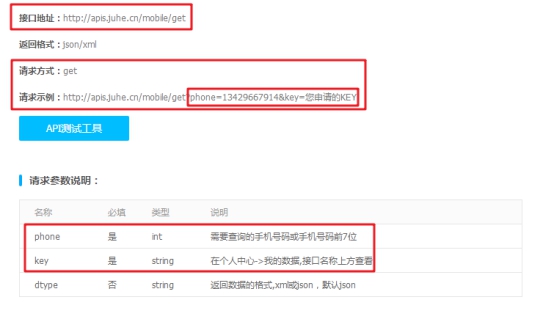 接口地址：http://apis.juhe.cn/mobile/get
返回格式：json/xml
请求方式：get
请求示例：http://apis.juhe.cn/mobile/get?phone=13429667914&key=您申请的KEY
API测试工具
请求参数说明：
名称 必填 类型 说明
phone 是 int 需要查询的手机号码或手机号码前7位
key 是 string 在个人中心->我的数据,接口名称上方查看
dtype 否 string 返回数据的格式,xml或json，默认json